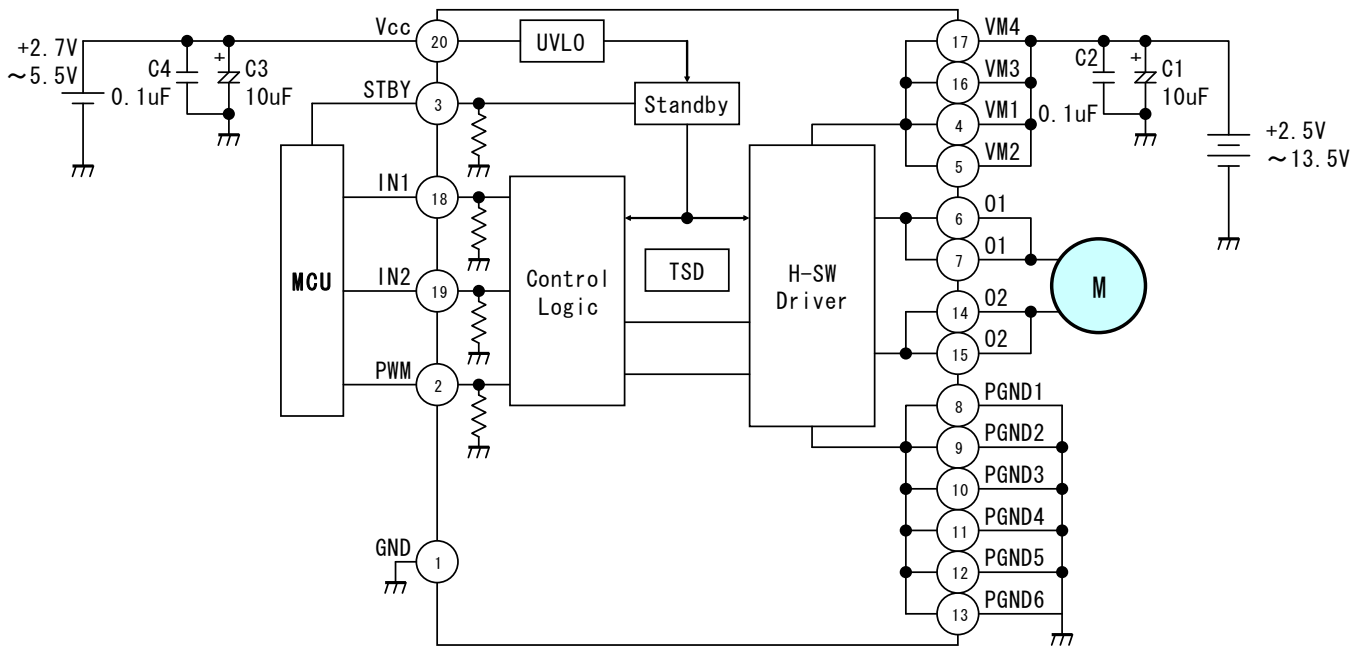 Vcc
20
UVLO
+2.7V
～5.5V
C4
0.1uF
+
C3
10uF
STBY
3
Standby
MCU
IN1
18
IN2
19
PWM
2
GND
1
Control
Logic
TSD
H-SW
Driver
17
VM4
16
VM3
4
VM1
5
VM2
C2
0.1uF
+
C1
10uF
+2.5V
～13.5V
6
O1
7
O1
14
O2
15
O2
M
8
PGND1
9
PGND2
10
PGND3
11
PGND4
12
PGND5
13
PGND6